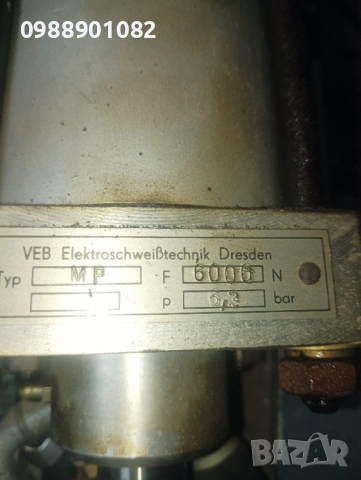 0988901082
VEB Elektroschweißtechnik Dresden
Typ MP F 6000 N
p 6,3 bar
BAZAR